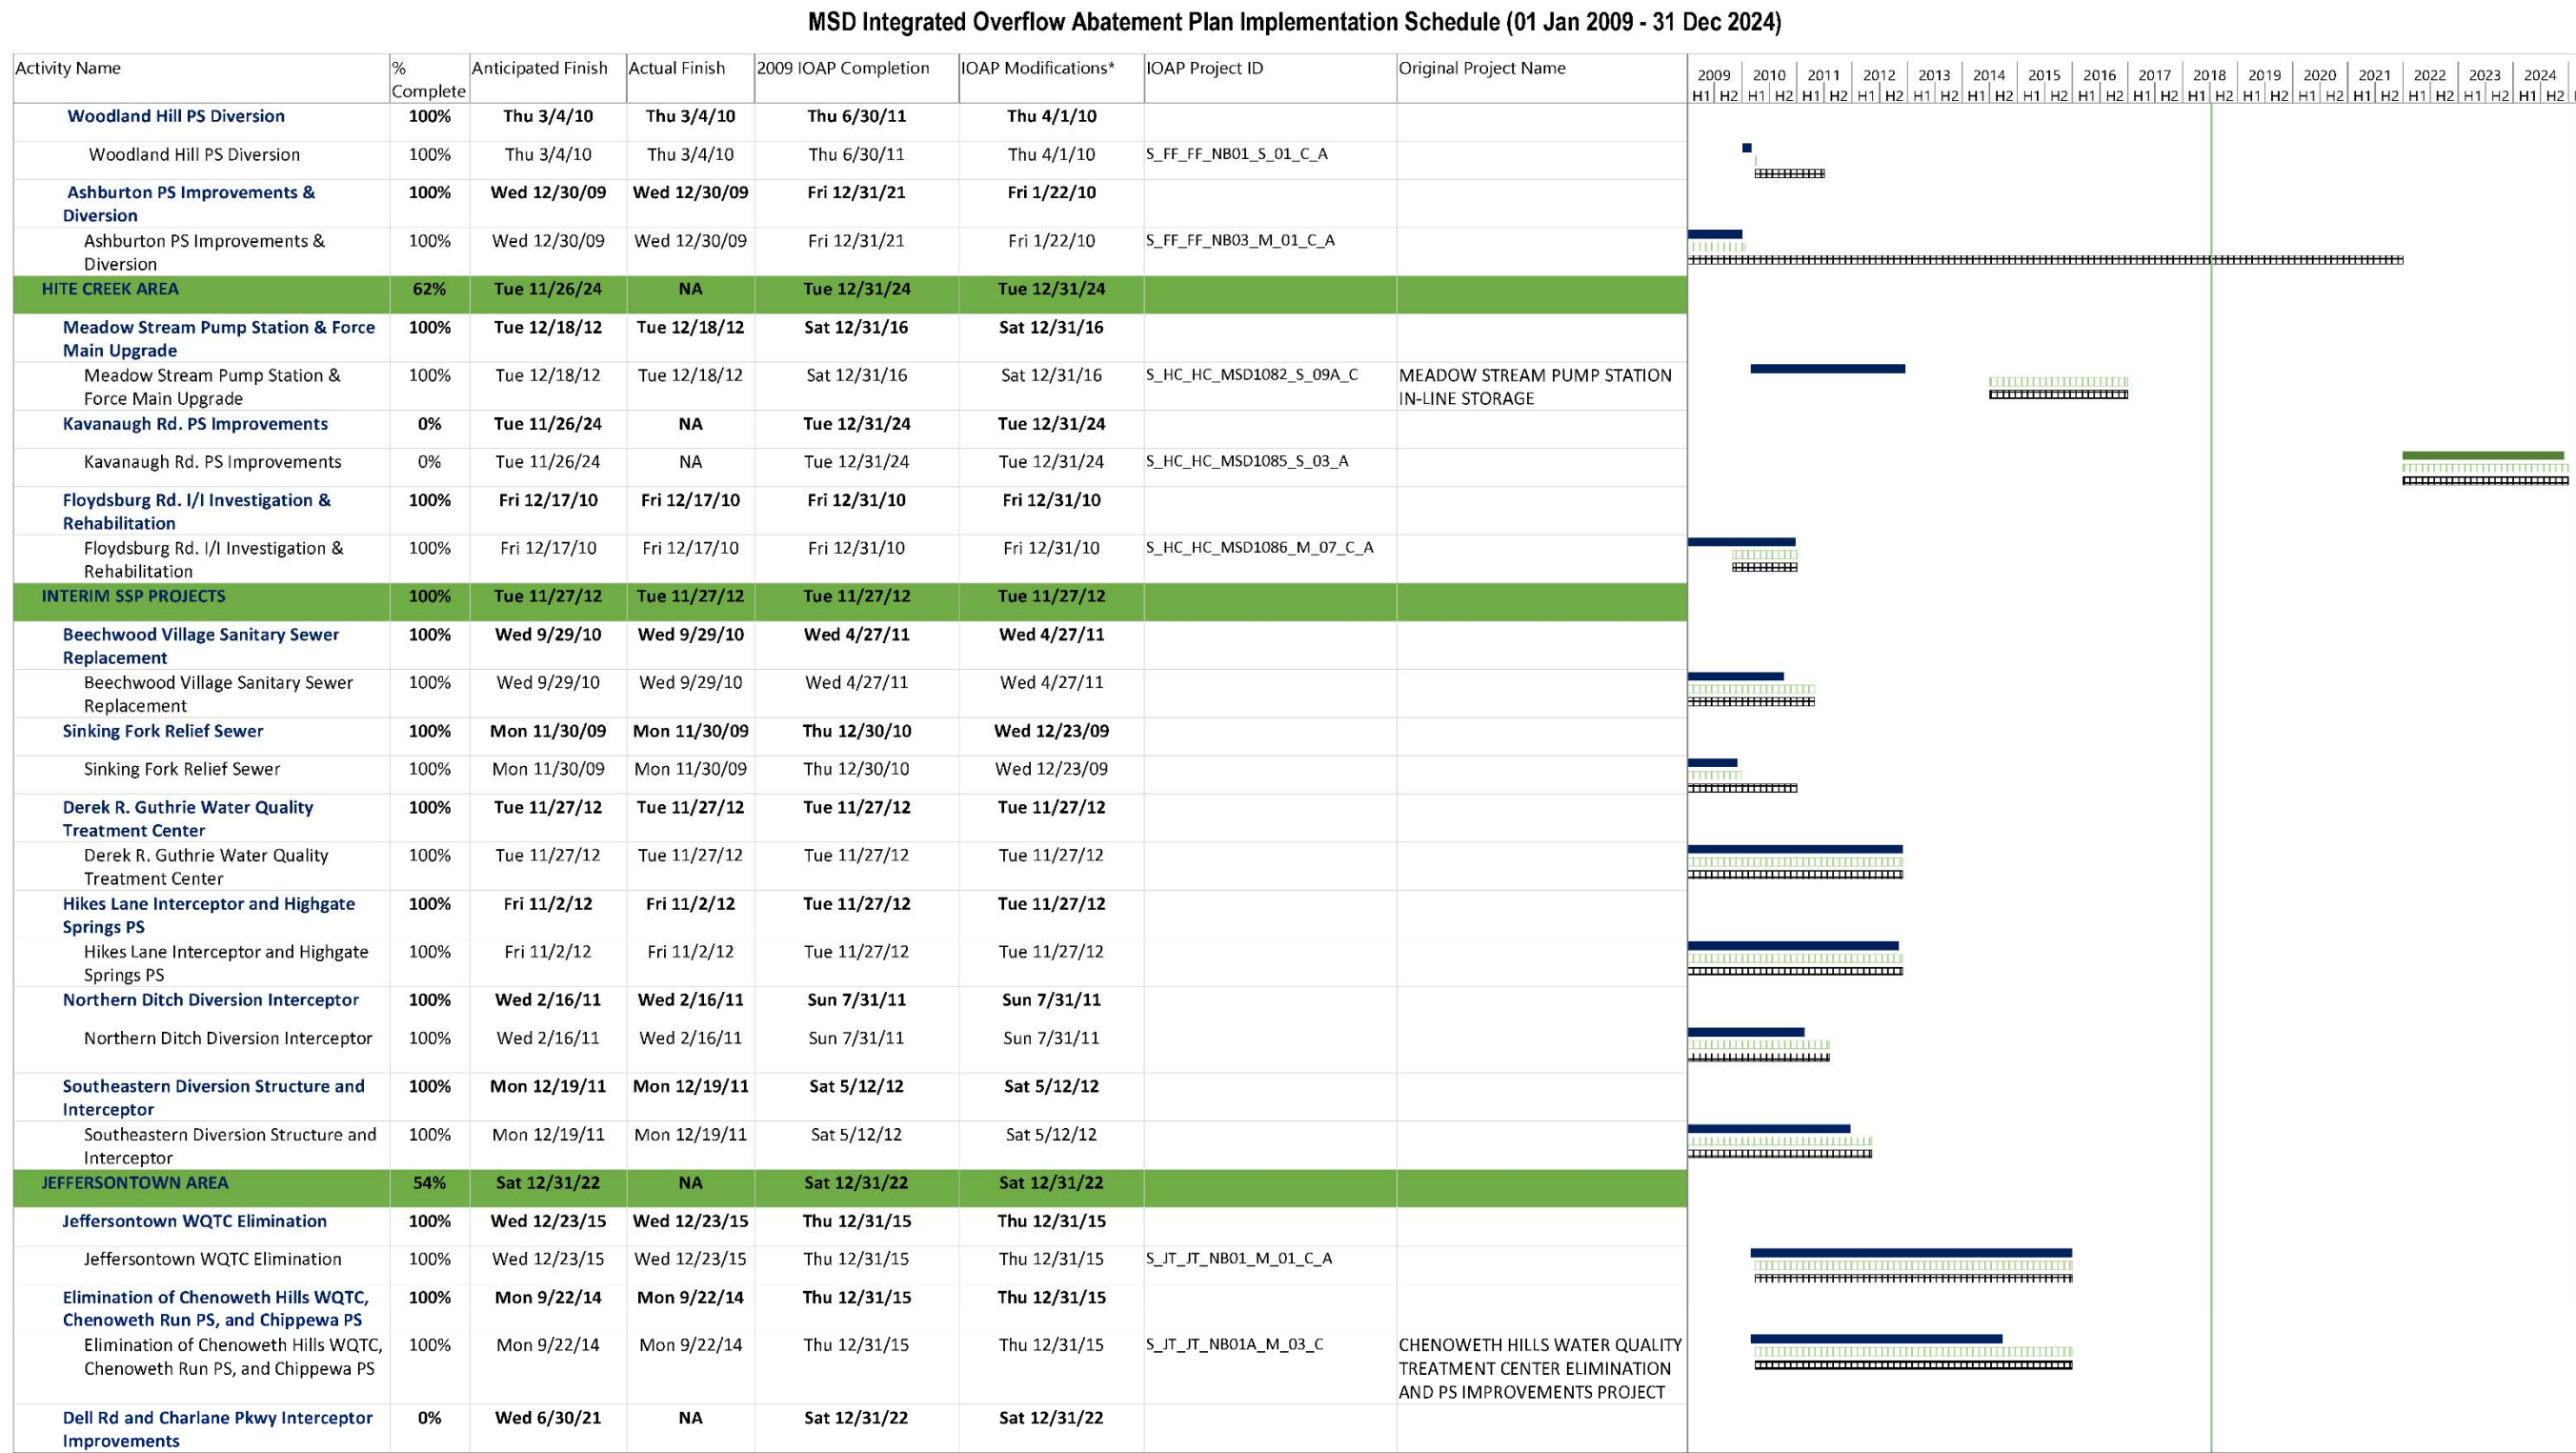 MSD Integrated Overflow Abatement Plan Implementation Schedule (01 Jan 2009 - 31 Dec 2024)
Activity Name % Complete Anticipated Finish Actual Finish 2009 IOAP Completion IOAP Modifications* IOAP Project ID Original Project Name
2009 2010 2011 2012 2013 2014 2015 2016 2017 2018 2019 2020 2021 2022 2023 2024
H1 H2 H1 H2 H1 H2 H1 H2 H1 H2 H1 H2 H1 H2 H1 H2 H1 H2 H1 H2 H1 H2 H1 H2 H1 H2 H1 H2 H1 H2 H1 H2
Woodland Hill PS Diversion 100% Thu 3/4/10 Thu 3/4/10 Thu 6/30/11 Thu 4/1/10
Woodland Hill PS Diversion 100% Thu 3/4/10 Thu 3/4/10 Thu 6/30/11 Thu 4/1/10 S_FF_FF_NB01_S_01_C_A
Ashburton PS Improvements & 100% Wed 12/30/09 Wed 12/30/09 Fri 12/31/21 Fri 1/22/10
Diversion
Ashburton PS Improvements & 100% Wed 12/30/09 Wed 12/30/09 Fri 12/31/21 Fri 1/22/10 S_FF_FF_NB03_M_01_C_A
Diversion
HITE CREEK AREA 62% Tue 11/26/24 NA Tue 12/31/24 Tue 12/31/24
Meadow Stream Pump Station & Force 100% Tue 12/18/12 Tue 12/18/12 Sat 12/31/16 Sat 12/31/16
Main Upgrade
Meadow Stream Pump Station & 100% Tue 12/18/12 Tue 12/18/12 Sat 12/31/16 Sat 12/31/16 S_HC_HC_MSD1082_S_09A_C MEADOW STREAM PUMP STATION
Force Main Upgrade IN-LINE STORAGE
Kavanaugh Rd. PS Improvements 0% Tue 11/26/24 NA Tue 12/31/24 Tue 12/31/24
Kavanaugh Rd. PS Improvements 0% Tue 11/26/24 NA Tue 12/31/24 Tue 12/31/24 S_HC_HC_MSD1085_S_03_A
Floydsburg Rd. I/I Investigation & 100% Fri 12/17/10 Fri 12/17/10 Fri 12/31/10 Fri 12/31/10
Rehabilitation
Floydsburg Rd. I/I Investigation & 100% Fri 12/17/10 Fri 12/17/10 Fri 12/31/10 Fri 12/31/10 S_HC_HC_MSD1086_M_07_C_A
Rehabilitation
INTERIM SSP PROJECTS 100% Tue 11/27/12 Tue 11/27/12 Tue 11/27/12 Tue 11/27/12
Beechwood Village Sanitary Sewer 100% Wed 9/29/10 Wed 9/29/10 Wed 4/27/11 Wed 4/27/11
Replacement
Beechwood Village Sanitary Sewer 100% Wed 9/29/10 Wed 9/29/10 Wed 4/27/11 Wed 4/27/11
Replacement
Sinking Fork Relief Sewer 100% Mon 11/30/09 Mon 11/30/09 Thu 12/30/10 Wed 12/23/09
Sinking Fork Relief Sewer 100% Mon 11/30/09 Mon 11/30/09 Thu 12/30/10 Wed 12/23/09
Derek R. Guthrie Water Quality 100% Tue 11/27/12 Tue 11/27/12 Tue 11/27/12 Tue 11/27/12
Treatment Center
Derek R. Guthrie Water Quality 100% Tue 11/27/12 Tue 11/27/12 Tue 11/27/12 Tue 11/27/12
Treatment Center
Hikes Lane Interceptor and Highgate 100% Fri 11/2/12 Fri 11/2/12 Tue 11/27/12 Tue 11/27/12
Springs PS
Hikes Lane Interceptor and Highgate 100% Fri 11/2/12 Fri 11/2/12 Tue 11/27/12 Tue 11/27/12
Springs PS
Northern Ditch Diversion Interceptor 100% Wed 2/16/11 Wed 2/16/11 Sun 7/31/11 Sun 7/31/11
Northern Ditch Diversion Interceptor 100% Wed 2/16/11 Wed 2/16/11 Sun 7/31/11 Sun 7/31/11
Southeastern Diversion Structure and 100% Mon 12/19/11 Mon 12/19/11 Sat 5/12/12 Sat 5/12/12
Interceptor
Southeastern Diversion Structure and 100% Mon 12/19/11 Mon 12/19/11 Sat 5/12/12 Sat 5/12/12
Interceptor
JEFFERSONTOWN AREA 54% Sat 12/31/22 NA Sat 12/31/22 Sat 12/31/22
Jeffersontown WQTC Elimination 100% Wed 12/23/15 Wed 12/23/15 Thu 12/31/15 Thu 12/31/15
Jeffersontown WQTC Elimination 100% Wed 12/23/15 Wed 12/23/15 Thu 12/31/15 Thu 12/31/15 S_JT_JT_NB01_M_01_C_A
Elimination of Chenoweth Hills WQTC, 100% Mon 9/22/14 Mon 9/22/14 Thu 12/31/15 Thu 12/31/15
Chenoweth Run PS, and Chippewa PS
Elimination of Chenoweth Hills WQTC, 100% Mon 9/22/14 Mon 9/22/14 Thu 12/31/15 Thu 12/31/15 S_JT_JT_NB01A_M_03_C CHENOWETH HILLS WATER QUALITY
Chenoweth Run PS, and Chippewa PS TREATMENT CENTER ELIMINATION
AND PS IMPROVEMENTS PROJECT
Dell Rd and Charlane Pkwy Interceptor 0% Wed 6/30/21 NA Sat 12/31/22 Sat 12/31/22
Improvements